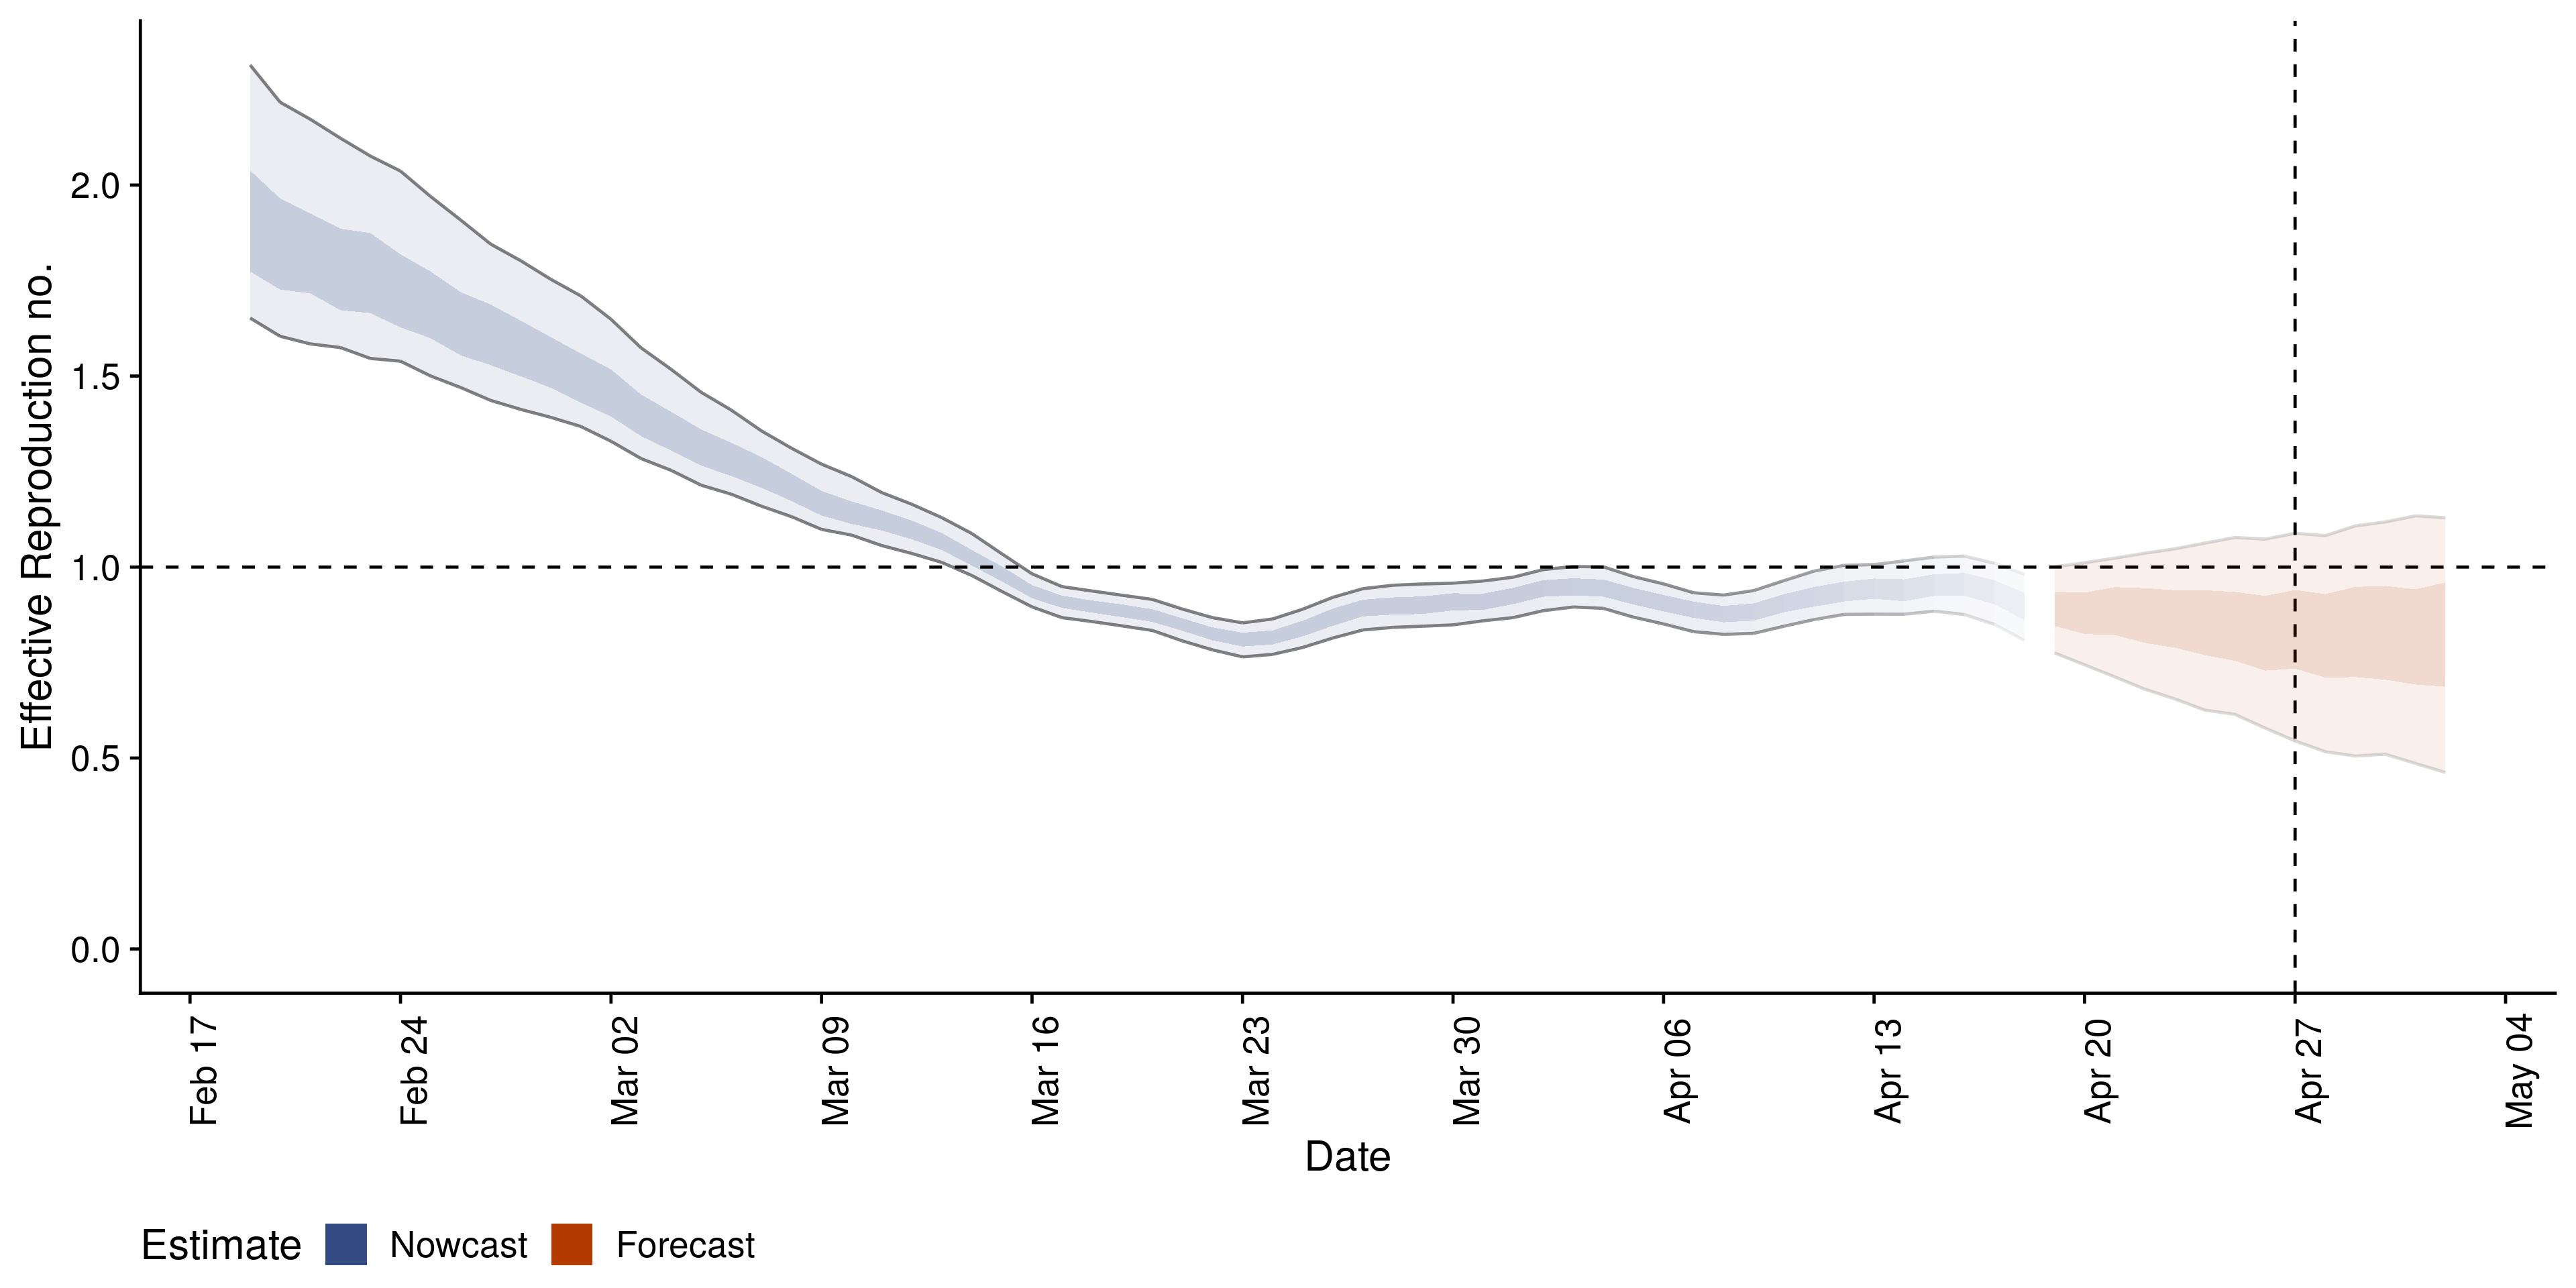 Effective Reproduction no.
2.0
1.5
1.0
0.5
0.0
Feb 17
Feb 24
Mar 02
Mar 09
Mar 16
Mar 23
Mar 30
Apr 06
Apr 13
Apr 20
Apr 27
May 04
Date
Estimate Nowcast Forecast